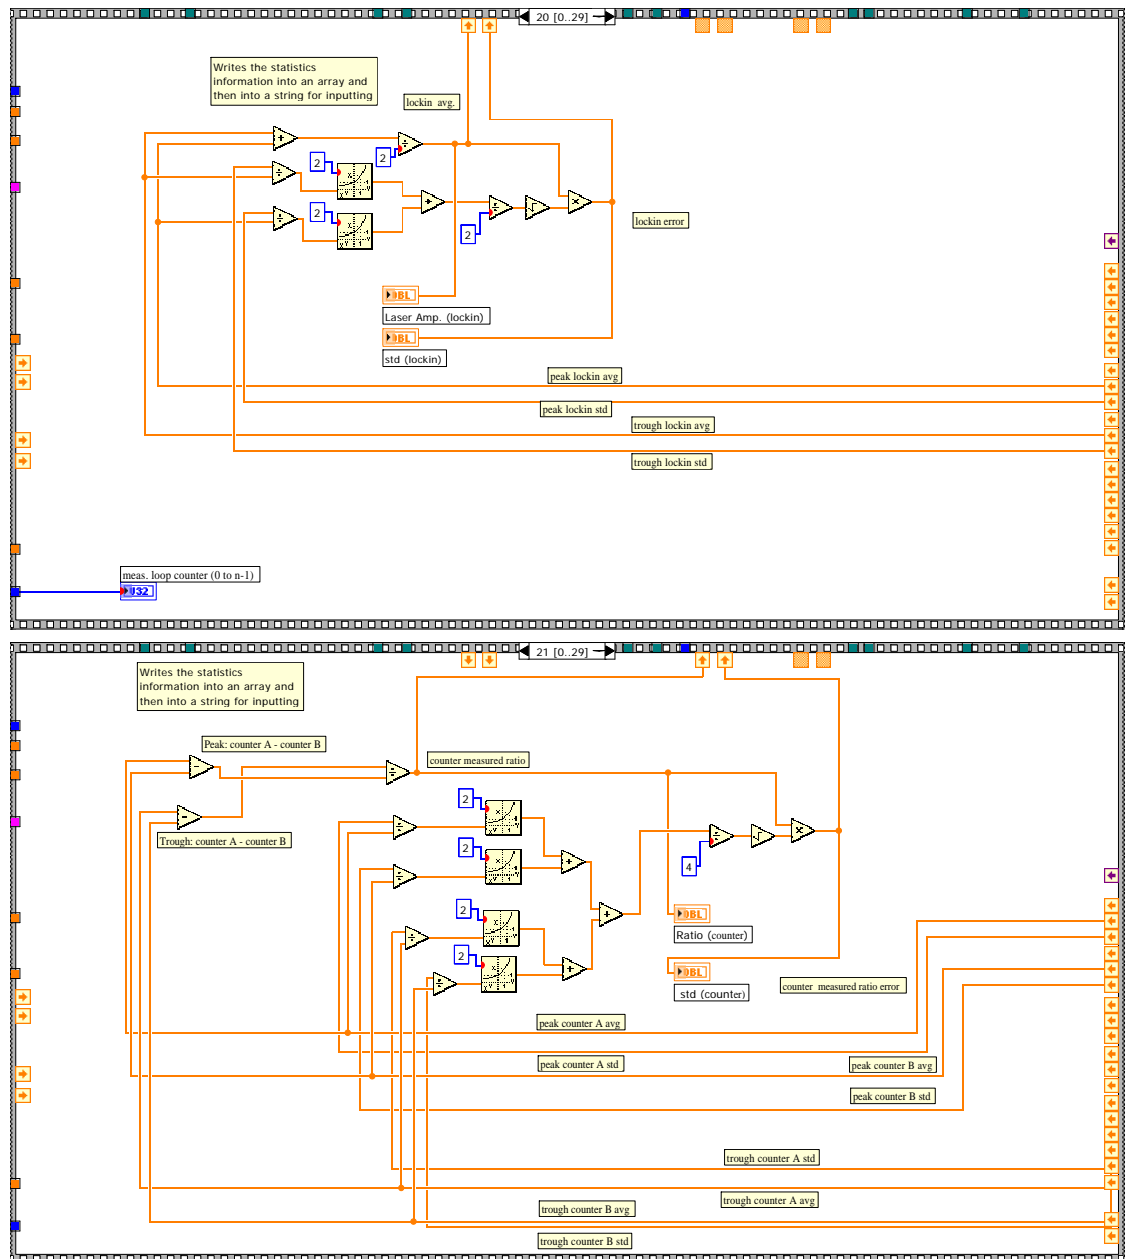 20 [0..29]
Writes the statistics
information into an array and
then into a string for inputting
lockin avg.
+
÷
2
2
÷
2
÷
+
÷
√
×
2
lockin error
DBL
Laser Amp. (lockin)
DBL
std (lockin)
peak lockin avg
peak lockin std
trough lockin avg
trough lockin std
meas. loop counter (0 to n-1)
U32
21 [0..29]
Writes the statistics
information into an array and
then into a string for inputting
Peak: counter A - counter B
counter measured ratio
-
÷
2
-
Trough: counter A - counter B
÷
2
÷
+
÷
√
×
4
2
+
÷
DBL
Ratio (counter)
2
+
÷
DBL
std (counter)
counter measured ratio error
peak counter A avg
peak counter A std
peak counter B avg
peak counter B std
trough counter A std
trough counter A avg
trough counter B avg
trough counter B std